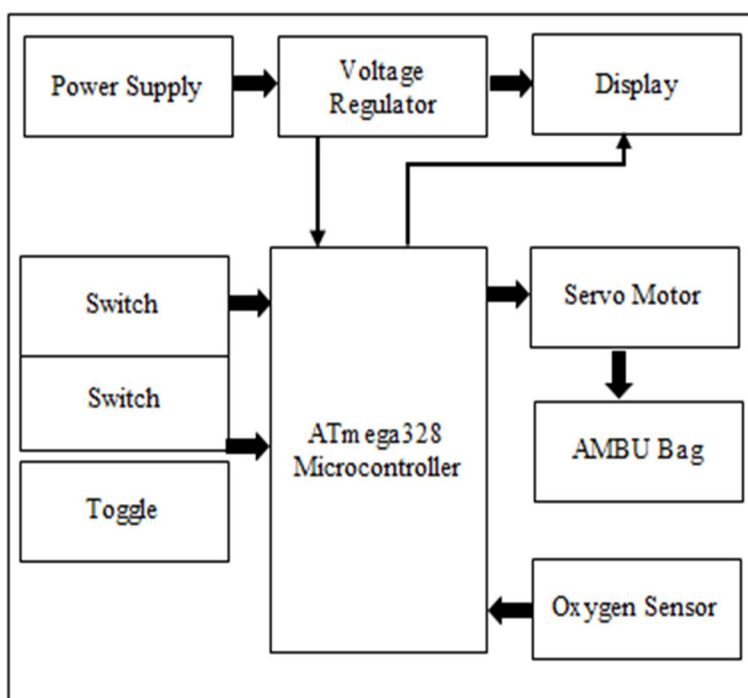 Power Supply
Voltage
Regulator
Display
Switch
Switch
Toggle
ATmega328
Microcontroller
Servo Motor
AMBU Bag
Oxygen Sensor